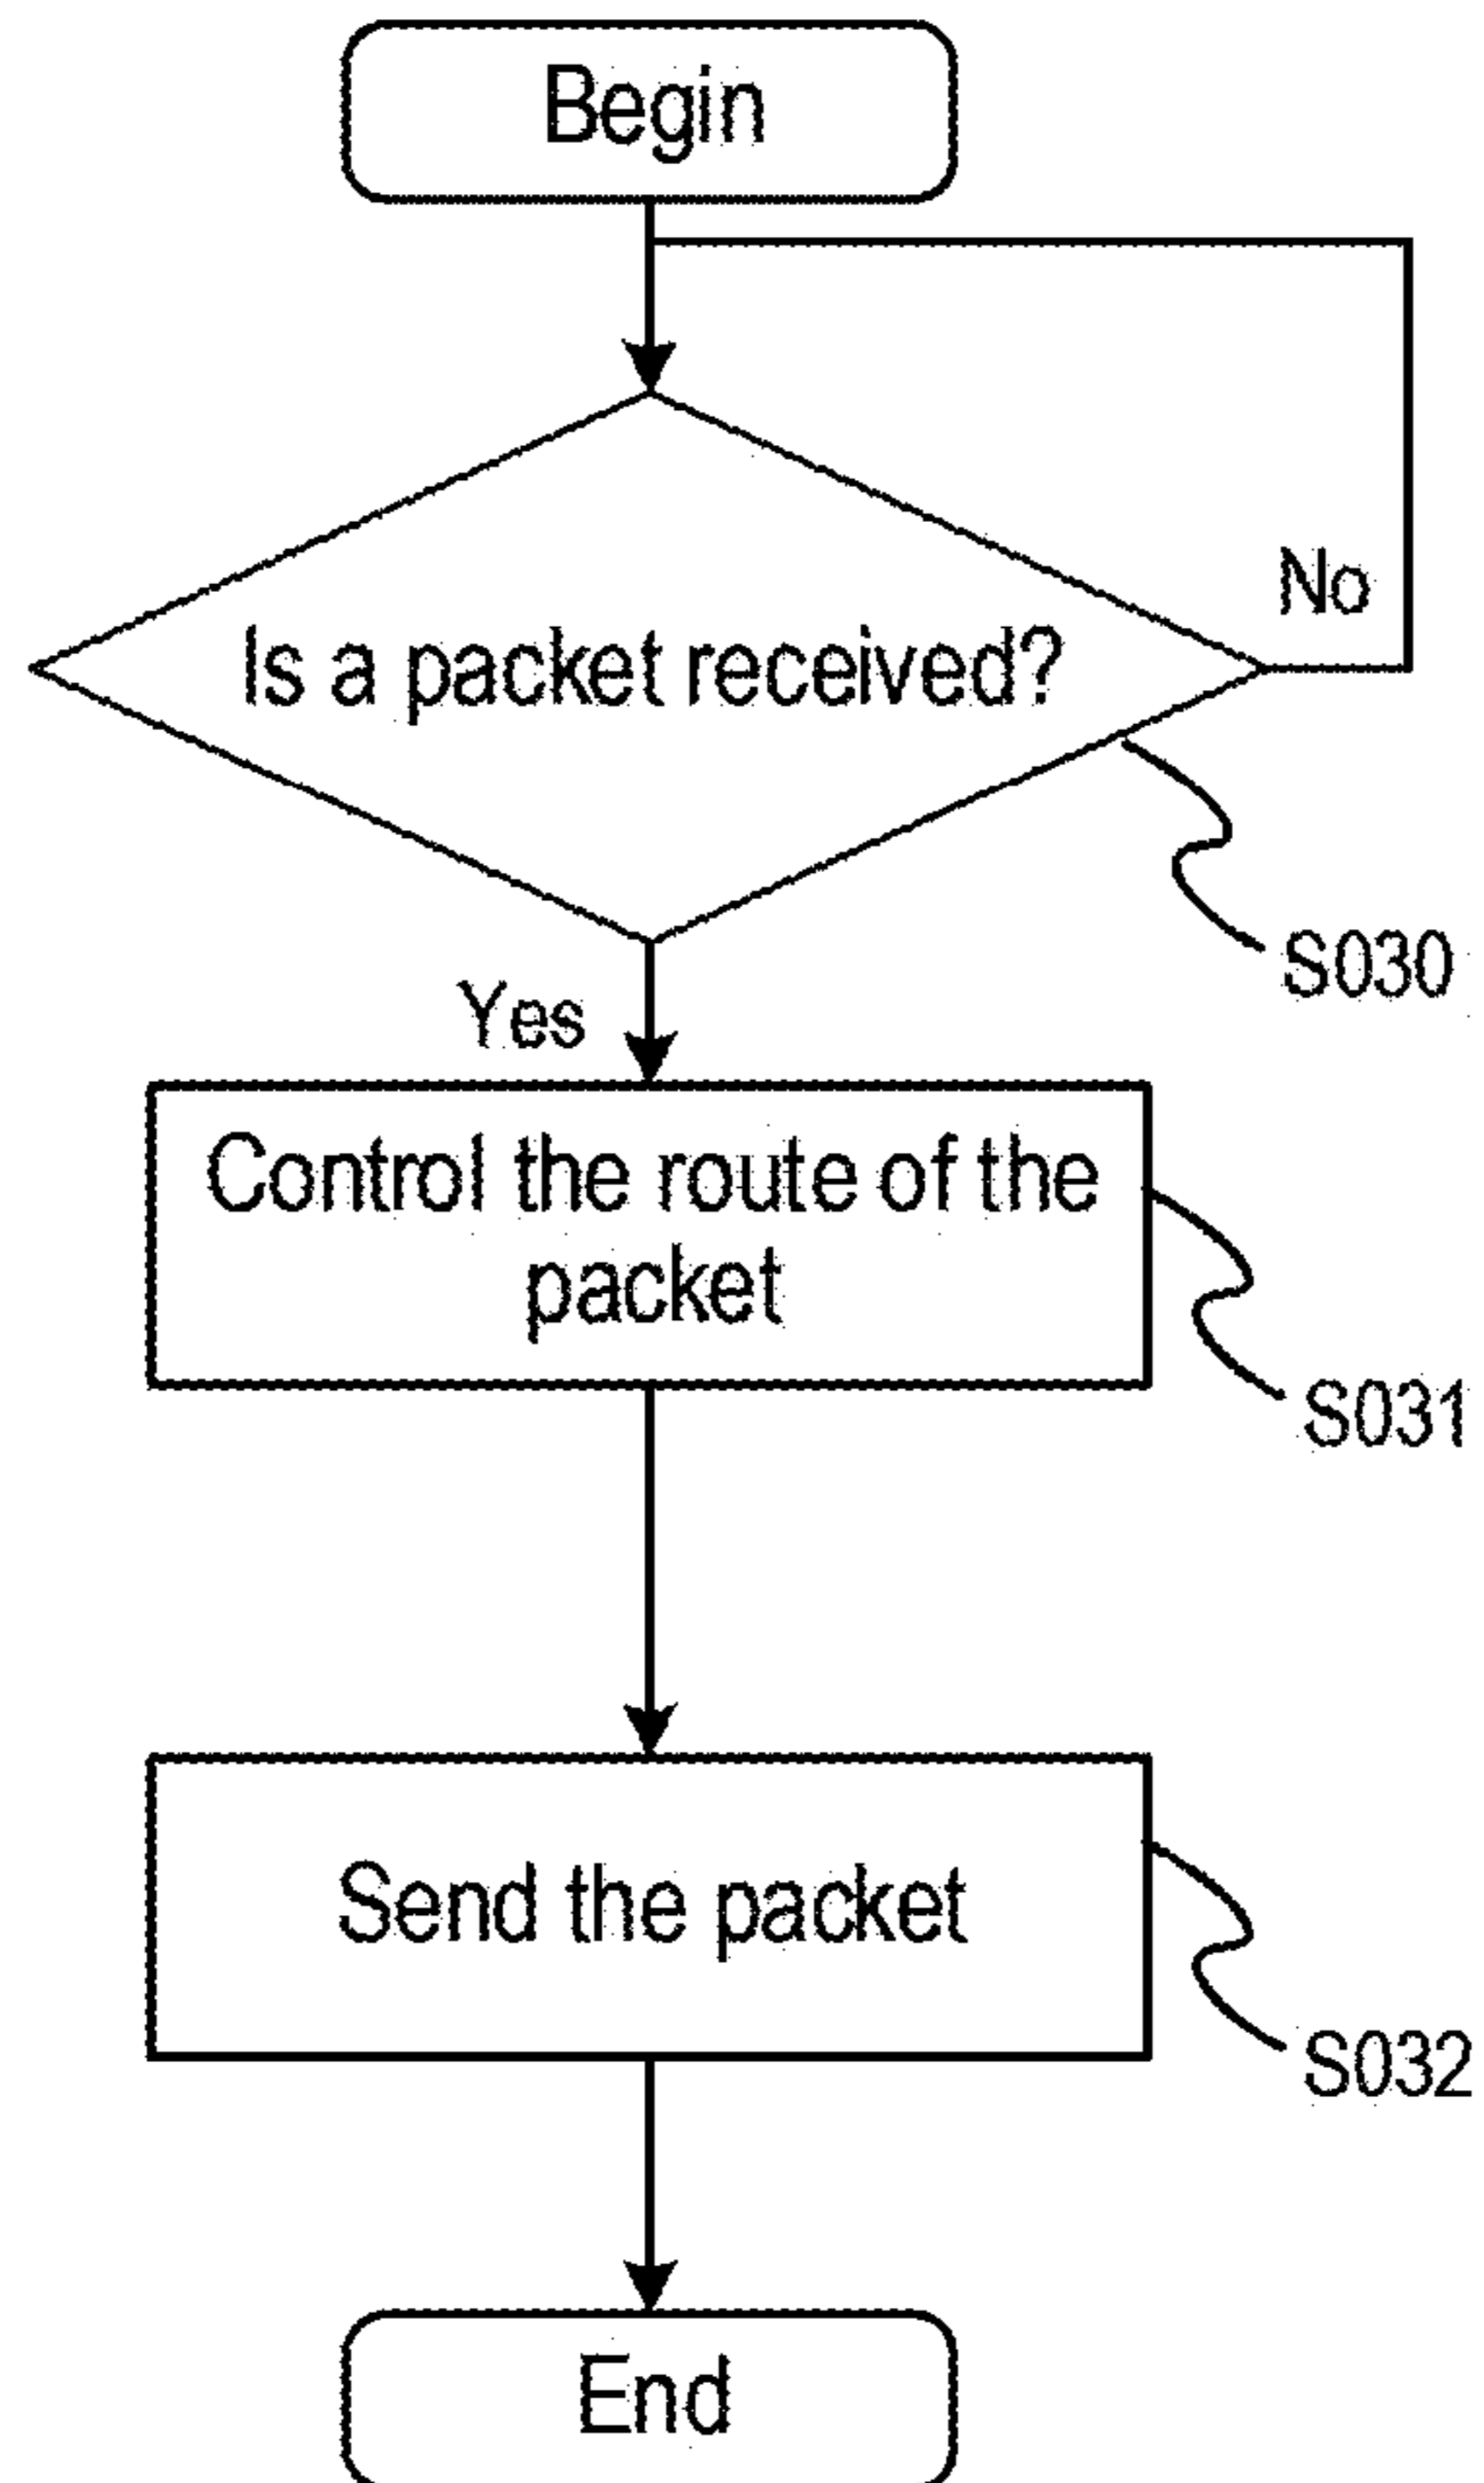 Begin
No
Is a packet received?
S030
Yes
Control the route of the
packet
S031
Send the packet
S032
End